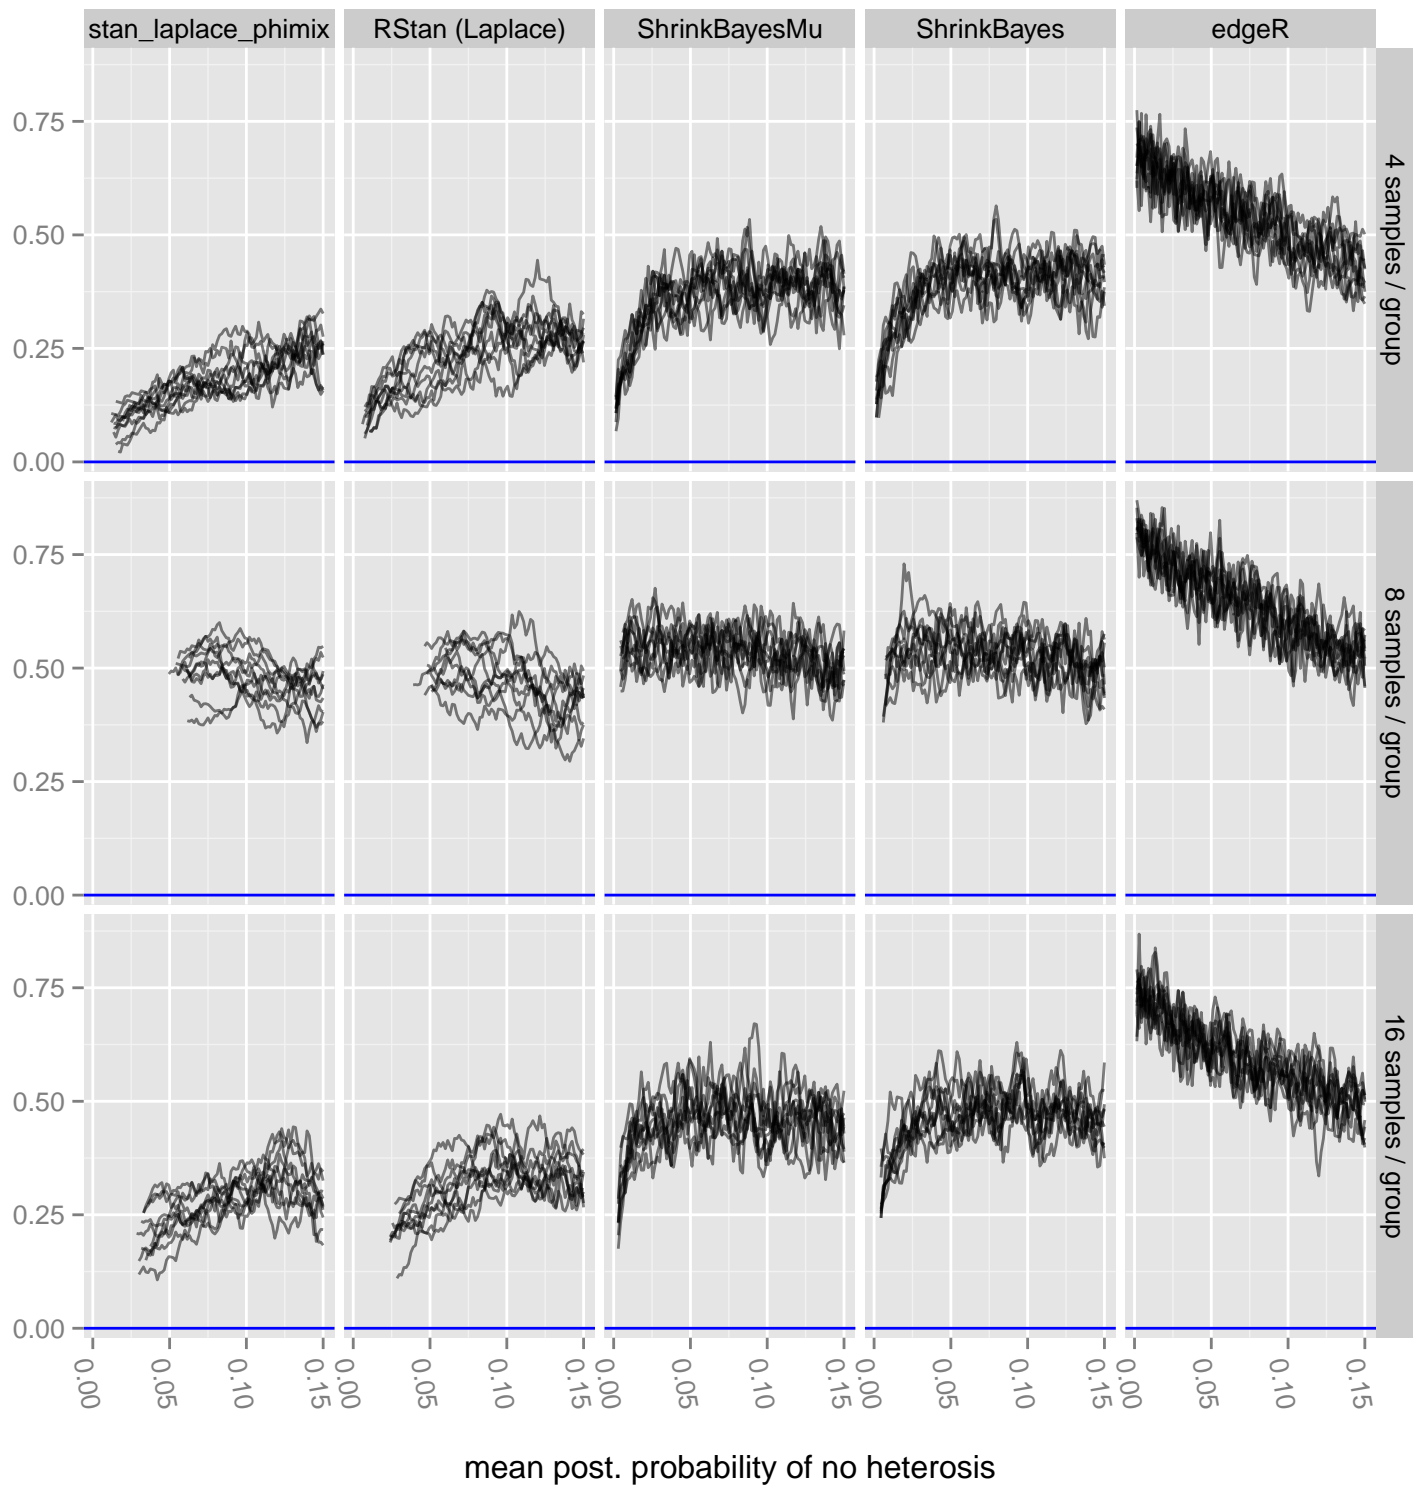 stan_laplace_phimix RStan (Laplace) ShrinkBayesMu ShrinkBayes edgeR
0.75
0.50
0.25
0.00
4 samples / group
0.75
0.50
0.25
0.00
8 samples / group
0.75
0.50
0.25
0.00
16 samples / group
0.00 0.05 0.10 0.15 0.00 0.05 0.10 0.15 0.00 0.05 0.10 0.15 0.00 0.05 0.10 0.15 0.00 0.05 0.10 0.15
mean post. probability of no heterosis